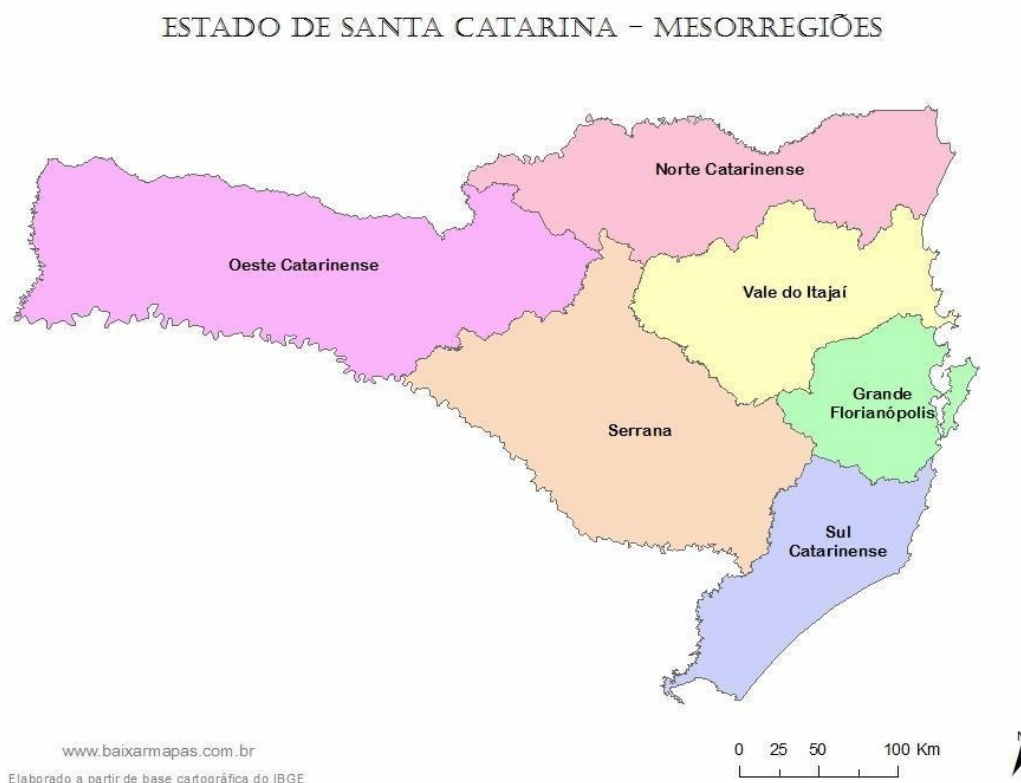 ESTADO DE SANTA CATARINA – MESORREGIÕES
Norte Catarinense
Oeste Catarinense
Vale do Itajaí
Grande
Florianópolis
Serrana
Sul
Catarinense
www.baixarmapas.com.br
0 25 50 100 Km
N
Elaborado a partir de base cartográfica do IBGE